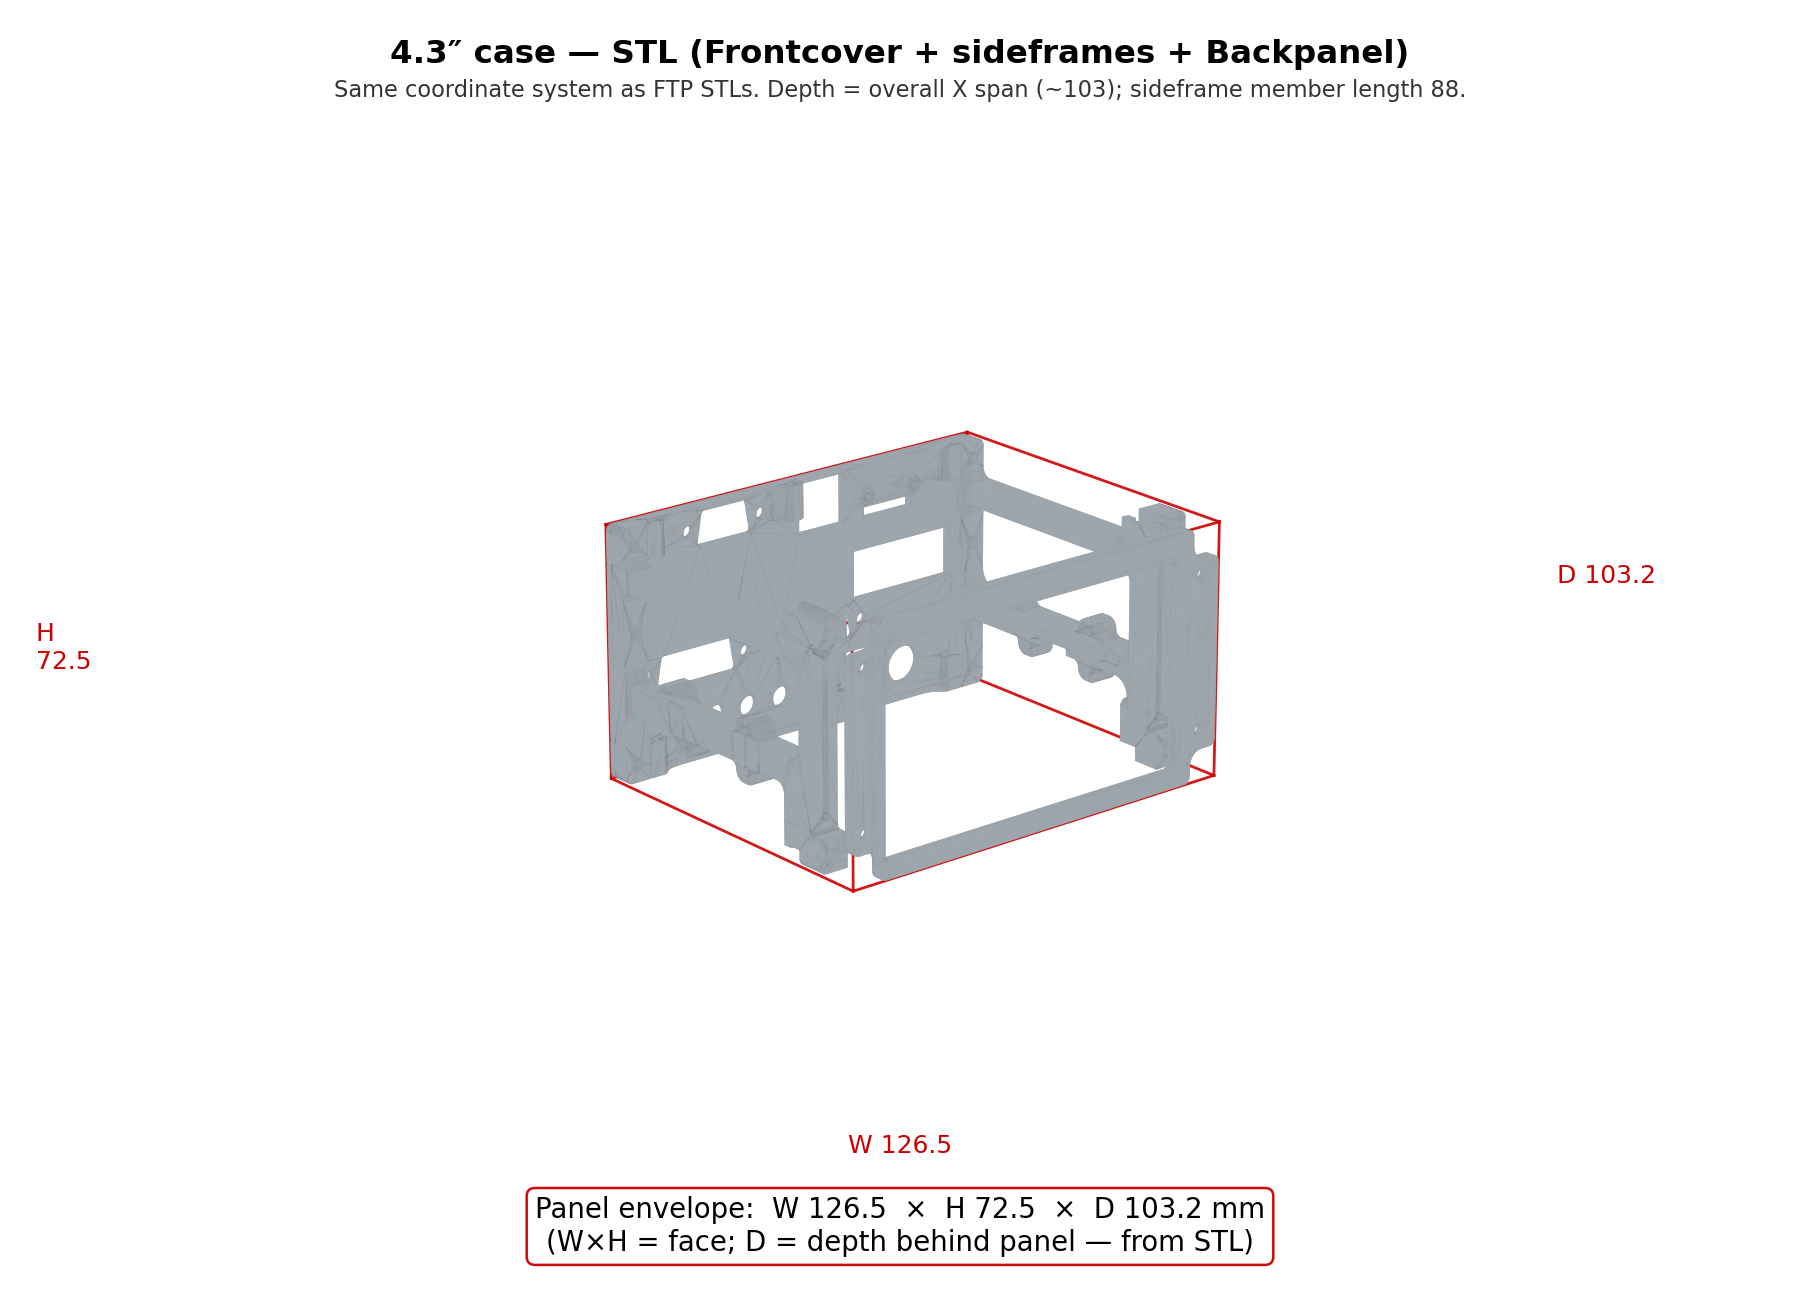 4.3″ case — STL (Frontcover + sideframes + Backpanel)
Same coordinate system as FTP STLs. Depth = overall X span (~103); sideframe member length 88.
D 103.2
H
72.5
W 126.5
Panel envelope:  W 126.5  ×  H 72.5  ×  D 103.2 mm
(W×H = face; D = depth behind panel — from STL)